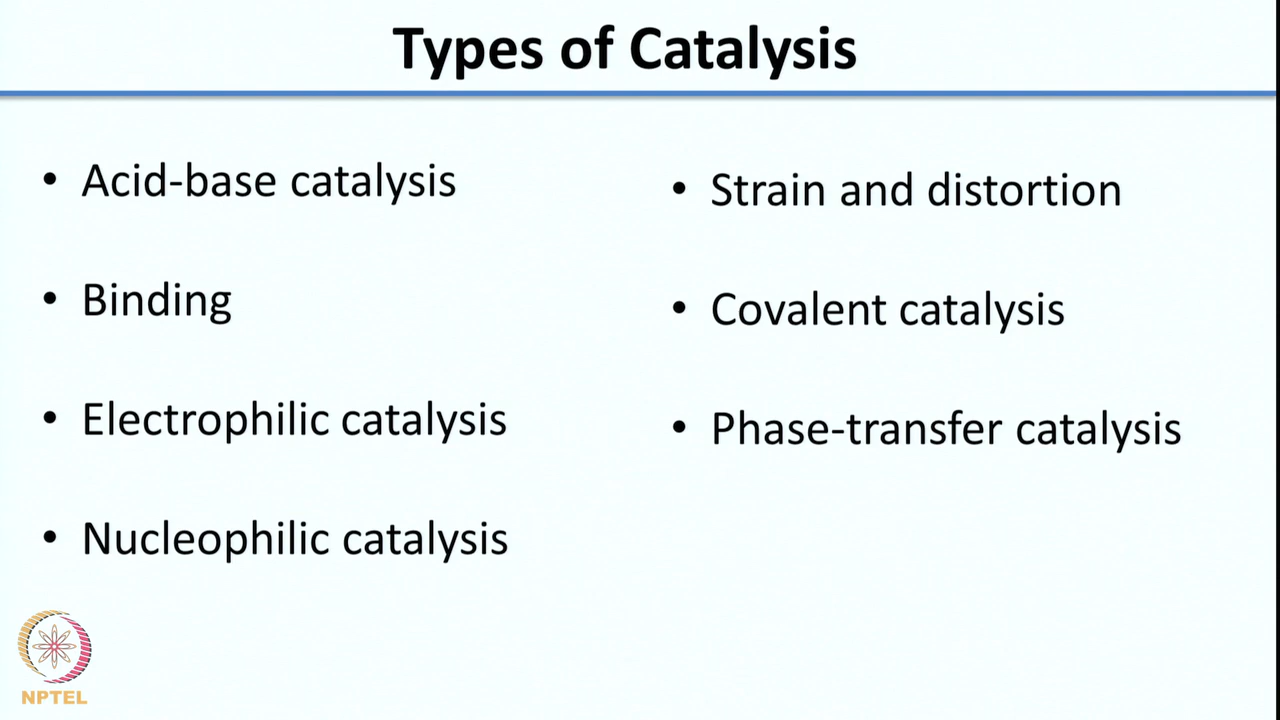 Types of Catalysis
• Acid-base catalysis
• Binding
• Electrophilic catalysis
• Nucleophilic catalysis
• Strain and distortion
• Covalent catalysis
• Phase-transfer catalysis
NPTEL